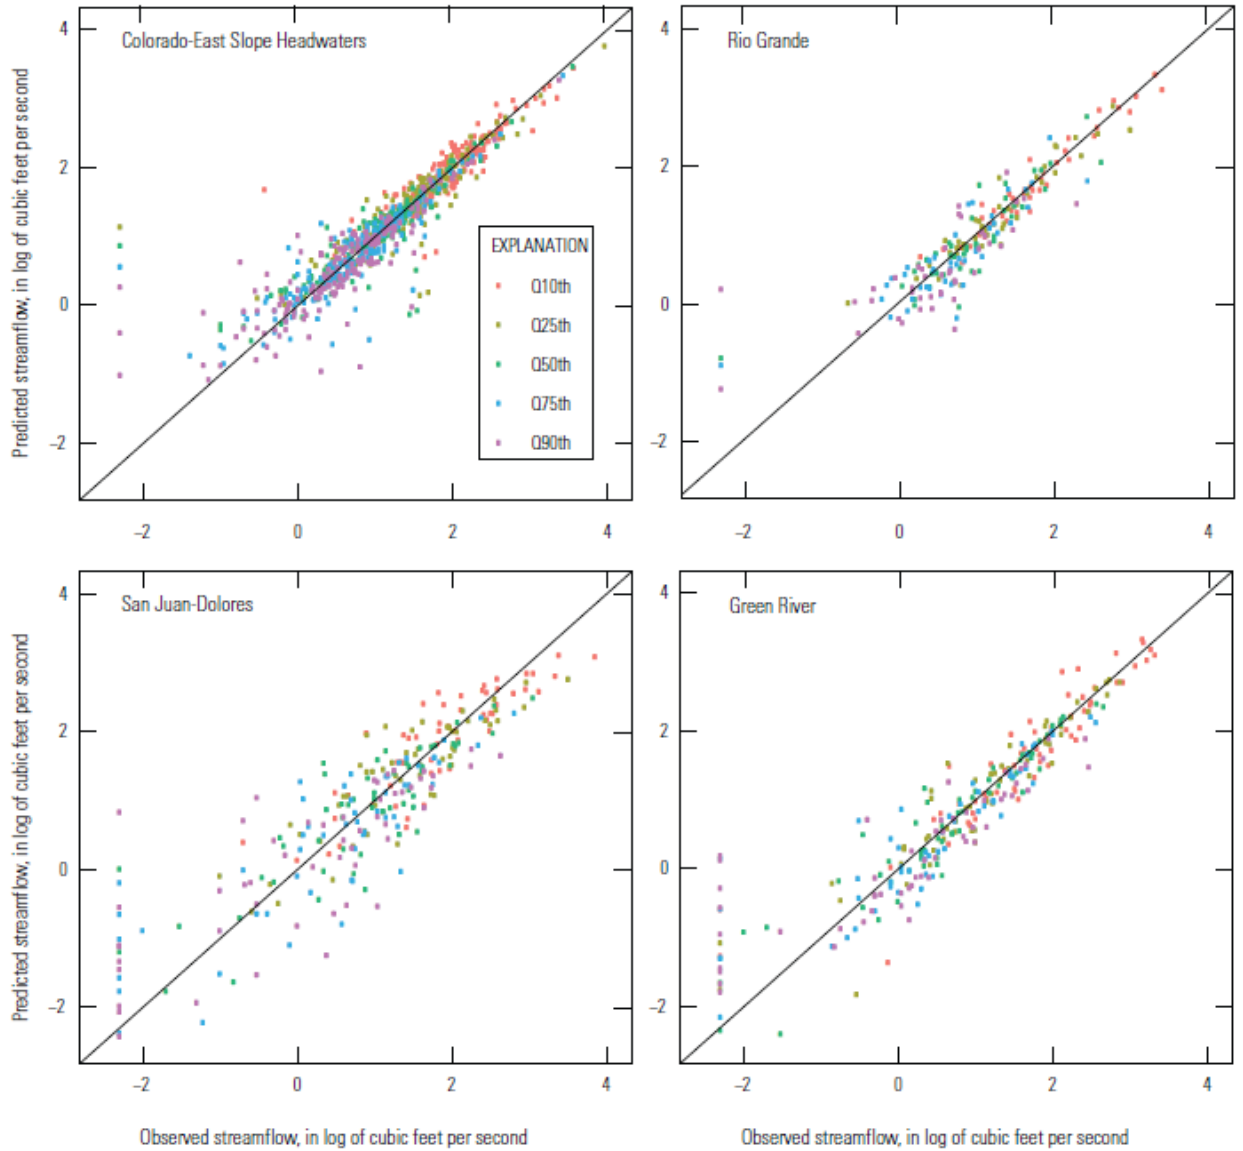 4
Colorado-East Slope Headwaters
2
0
−2
−2
0
2
4
Predicted streamflow, in log of cubic feet per second
EXPLANATION
Q10th
Q25th
Q50th
Q75th
Q90th
4
Rio Grande
2
0
−2
−2
0
2
4
4
San Juan-Dolores
2
0
−2
−2
0
2
4
Predicted streamflow, in log of cubic feet per second
Observed streamflow, in log of cubic feet per second
4
Green River
2
0
−2
−2
0
2
4
Observed streamflow, in log of cubic feet per second